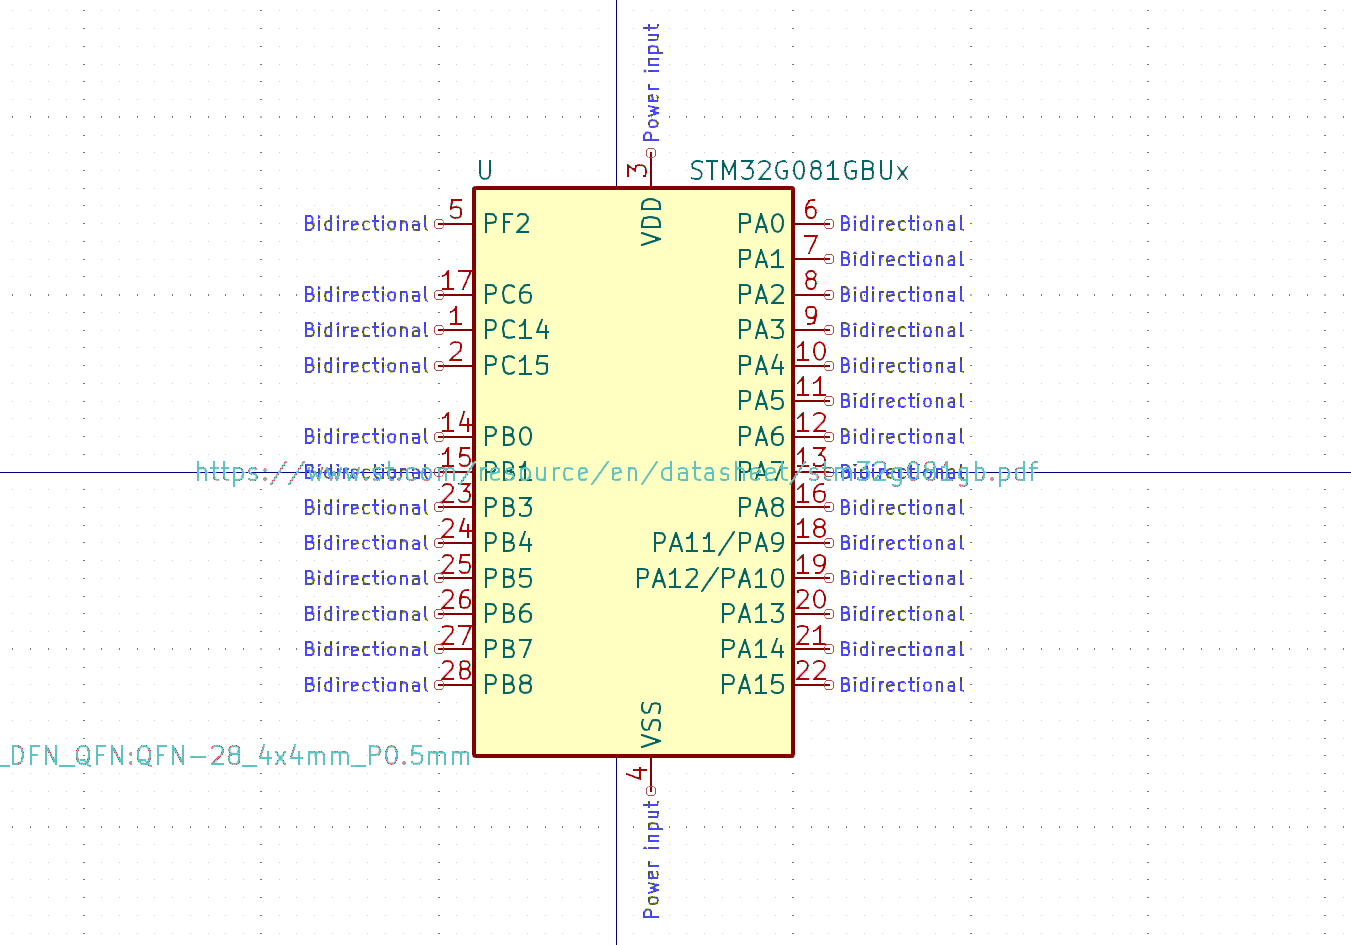 Power input
3
U STM32G081GBUx
VDD
Bidirectional 5 PF2 PA0 6 Bidirectional
PA1 7 Bidirectional
Bidirectional 17 PC6 PA2 8 Bidirectional
Bidirectional 1 PC14 PA3 9 Bidirectional
Bidirectional 2 PC15 PA4 10 Bidirectional
PA5 11 Bidirectional
Bidirectional 14 PB0 PA6 12 Bidirectional
Bidirectional 15 PB1 PA7 13 Bidirectional
https://www.st.com/resource/en/datasheet/stm32g081gb.pdf
Bidirectional 23 PB3 PA8 16 Bidirectional
Bidirectional 24 PB4 PA11/PA9 18 Bidirectional
Bidirectional 25 PB5 PA12/PA10 19 Bidirectional
Bidirectional 26 PB6 PA13 20 Bidirectional
Bidirectional 27 PB7 PA14 21 Bidirectional
Bidirectional 28 PB8 PA15 22 Bidirectional
VSS
_DFN_QFN:QFN-28_4x4mm_P0.5mm
4
Power input